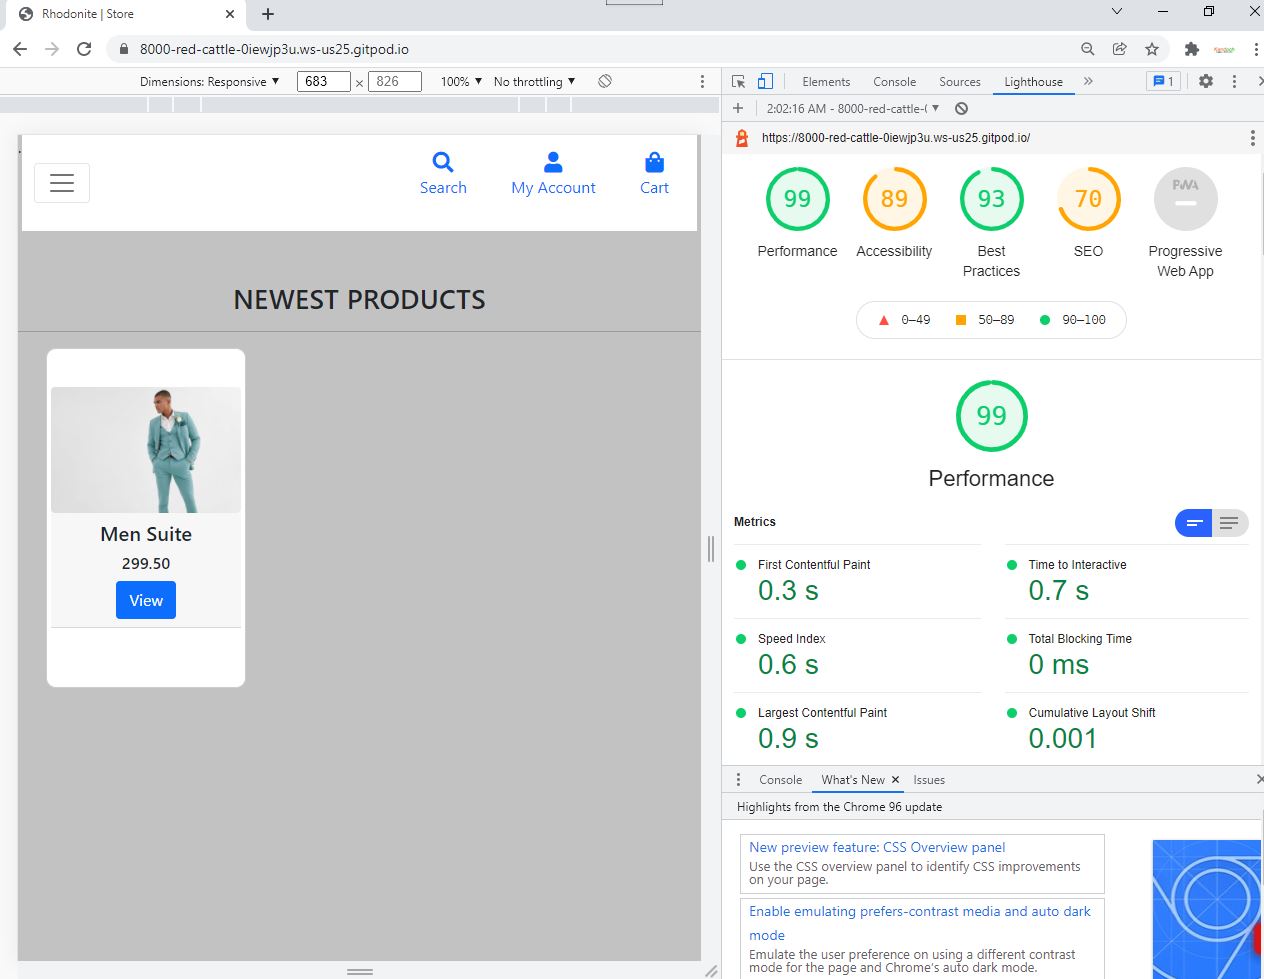 Rhodonite | Store
8000-red-cattle-0iewjp3u.ws-us25.gitpod.io
Dimensions: Responsive
683
×
826
100%
No throttling
Elements
Console
Sources
Lighthouse
1
2:02:16 AM - 8000-red-cattle-(
https://8000-red-cattle-0iewjp3u.ws-us25.gitpod.io/
Search
My Account
Cart
NEWEST PRODUCTS
Men Suite
299.50
View
99
89
93
70
PWA
Performance
Accessibility
Best
Practices
SEO
Progressive
Web App
0–49
50–89
90–100
99
Performance
Metrics
First Contentful Paint
0.3 s
Time to Interactive
0.7 s
Speed Index
0.6 s
Total Blocking Time
0 ms
Largest Contentful Paint
0.9 s
Cumulative Layout Shift
0.001
Console
What's New
Issues
Highlights from the Chrome 96 update
New preview feature: CSS Overview panel
Use the CSS overview panel to identify CSS improvements
on your page.
Enable emulating prefers-contrast media and auto dark
mode
Emulate the user preference on using a different contrast
mode for the page and Chrome's auto dark mode.